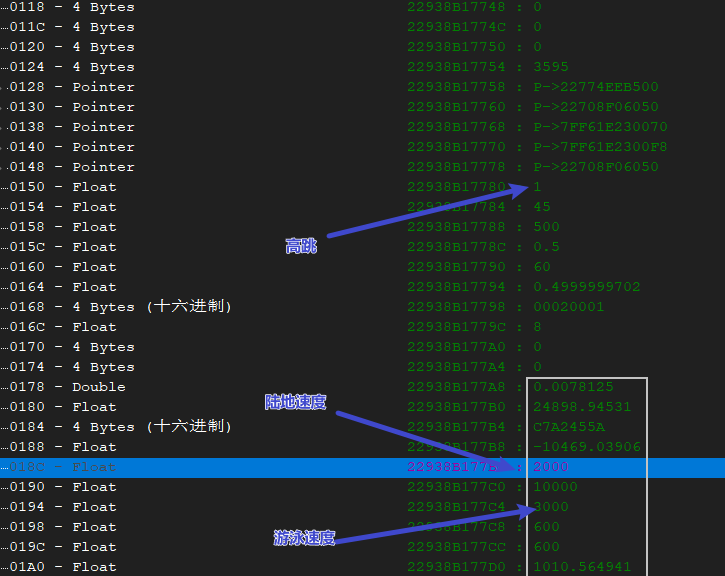 0118 - 4 Bytes 22938B17748 : 0
011C - 4 Bytes 22938B1774C : 0
0120 - 4 Bytes 22938B17750 : 0
0124 - 4 Bytes 22938B17754 : 3595
0128 - Pointer 22938B17758 : P->22774EEB500
0130 - Pointer 22938B17760 : P->22708F06050
0138 - Pointer 22938B17768 : P->7FF61E230070
0140 - Pointer 22938B17770 : P->7FF61E2300F8
0148 - Pointer 22938B17778 : P->22708F06050
0150 - Float 22938B17780 : 1
0154 - Float 22938B17784 : 45
0158 - Float 22938B17788 : 500
高跳
015C - Float 22938B1778C : 0.5
0160 - Float 22938B17790 : 60
0164 - Float 22938B17794 : 0.4999999702
0168 - 4 Bytes (十六进制) 22938B17798 : 00020001
016C - Float 22938B1779C : 8
0170 - 4 Bytes 22938B177A0 : 0
0174 - 4 Bytes 22938B177A4 : 0
0178 - Double 22938B177A8 : 0.0078125
陆地速度
0180 - Float 22938B177B0 : 24898.94531
0184 - 4 Bytes (十六进制) 22938B177B4 : C7A2455A
0188 - Float 22938B177B8 : -10469.03906
018C - Float 22938B177B : 2000
0190 - Float 22938B177C0 : 10000
0194 - Float 22938B177C4 : 3000
0198 - Float 22938B177C8 : 600
游泳速度
019C - Float 22938B177CC : 600
01A0 - Float 22938B177D0 : 1010.564941